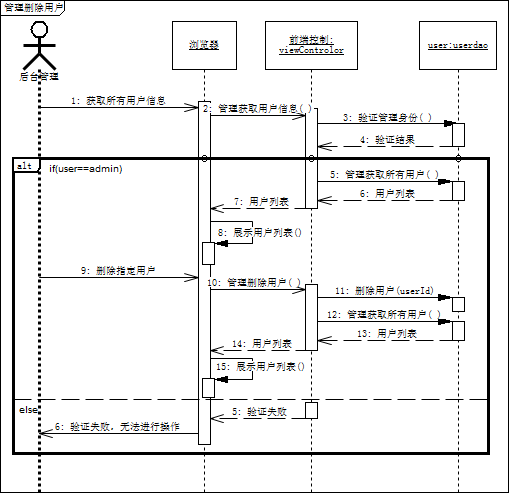 管理删除用户
后台管理
浏览器
前端控制:
viewControlor
user:userdao
1: 获取所有用户信息
2: 管理获取用户信息( )
3: 验证管理身份( )
4: 验证结果
alt
if(user==admin)
5: 管理获取所有用户( )
6: 用户列表
7: 用户列表
8: 展示用户列表()
9: 删除指定用户
10: 管理删除用户( )
11: 删除用户(userId)
12: 管理获取所有用户( )
13: 用户列表
14: 用户列表
15: 展示用户列表()
else
5: 验证失败
6: 验证失败，无法进行操作